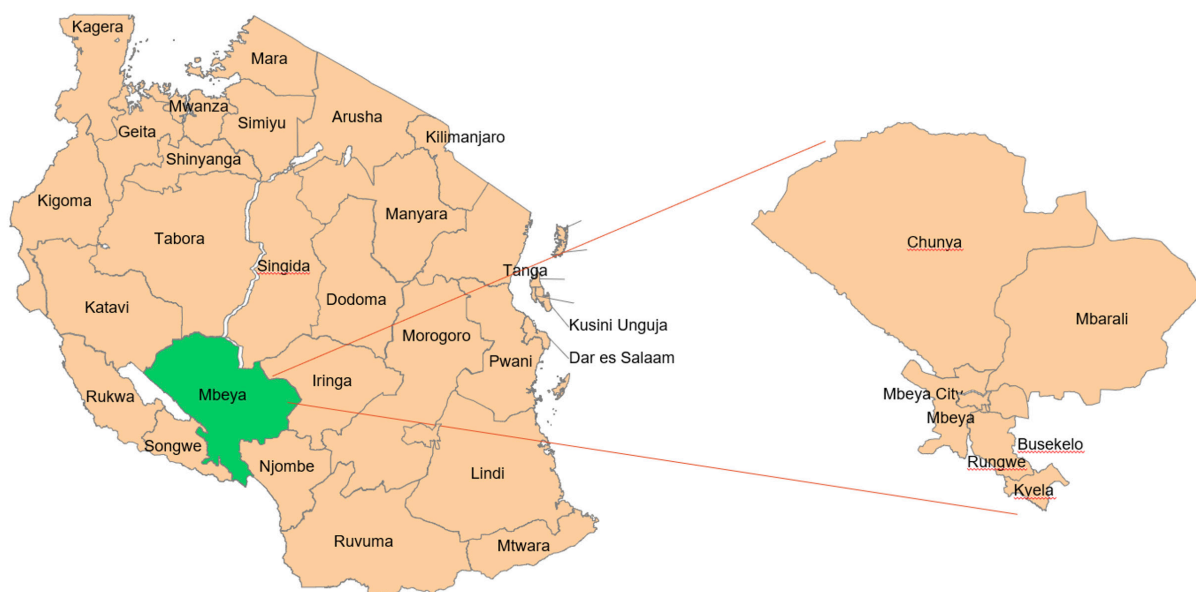 Kagera
Mara
Mwanza
Geita
Simiyu
Arusha
Kilimanjaro
Shinyanga
Kigoma
Manyara
Tabora
Singida
Tanga
Katavi
Dodoma
Kusini Unguja
Morogoro
Dar es Salaam
Pwani
Iringa
Mbeya
Rukwa
Songwe
Njombe
Lindi
Ruvuma
Mtwara
Chunya
Mbarali
Mbeya City
Mbeya
Busekelo
Rungwe
Kyela